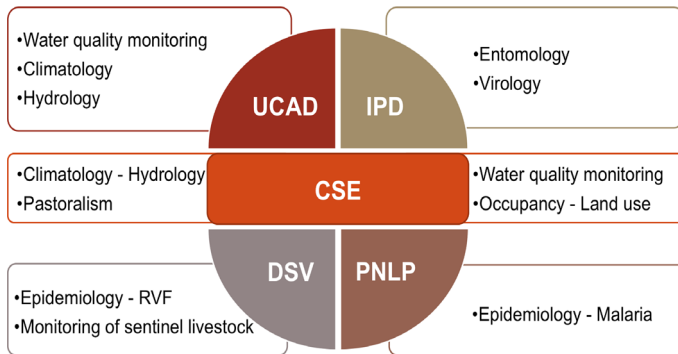 •Water quality monitoring
•Climatology
•Hydrology
•Entomology
•Virology
UCAD
IPD
•Climatology - Hydrology
•Pastoralism
CSE
•Water quality monitoring
•Occupancy - Land use
DSV
PNLP
•Epidemiology - RVF
•Monitoring of sentinel livestock
•Epidemiology - Malaria